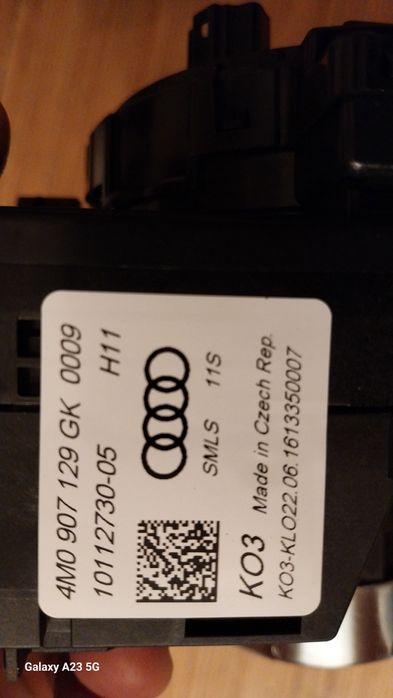 4M0 907 129 GK 0009
10112730-05 H11
SMLS 11S
KO3 Made in Czech Rep.
KO3-KLO22.06.1613350007
Galaxy A23 5G